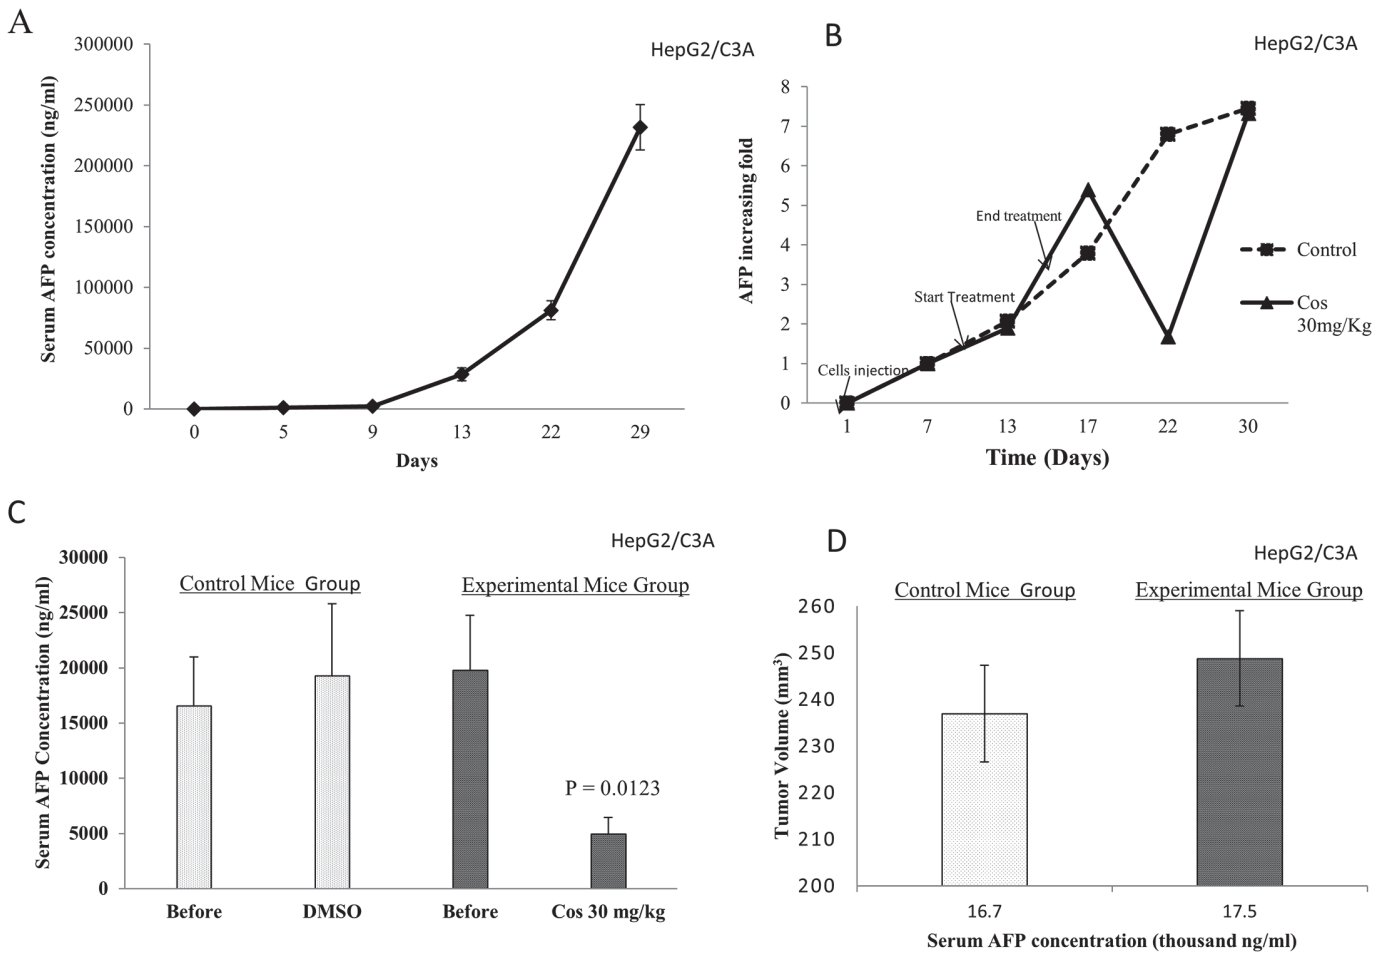 A
HepG2/C3A
Serum AFP concentration (ng/ml)
300000
250000
200000
150000
100000
50000
0
0 5 9 13 22 29
Days
B
HepG2/C3A
AFP increasing fold
8
7
6
5
4
3
2
1
0
End treatment
Start Treatment
Cells injection
Control
Cos
30mg/Kg
1 7 13 17 22 30
Time (Days)
C
HepG2/C3A
Serum AFP Concentration (ng/ml)
30000
25000
20000
15000
10000
5000
0
Control Mice Group
Experimental Mice Group
P = 0.0123
Before DMSO Before Cos 30 mg/kg
D
HepG2/C3A
Control Mice Group
Experimental Mice Group
Tumor Volume (mm³)
260
250
240
230
220
210
200
16.7 17.5
Serum AFP concentration (thousand ng/ml)